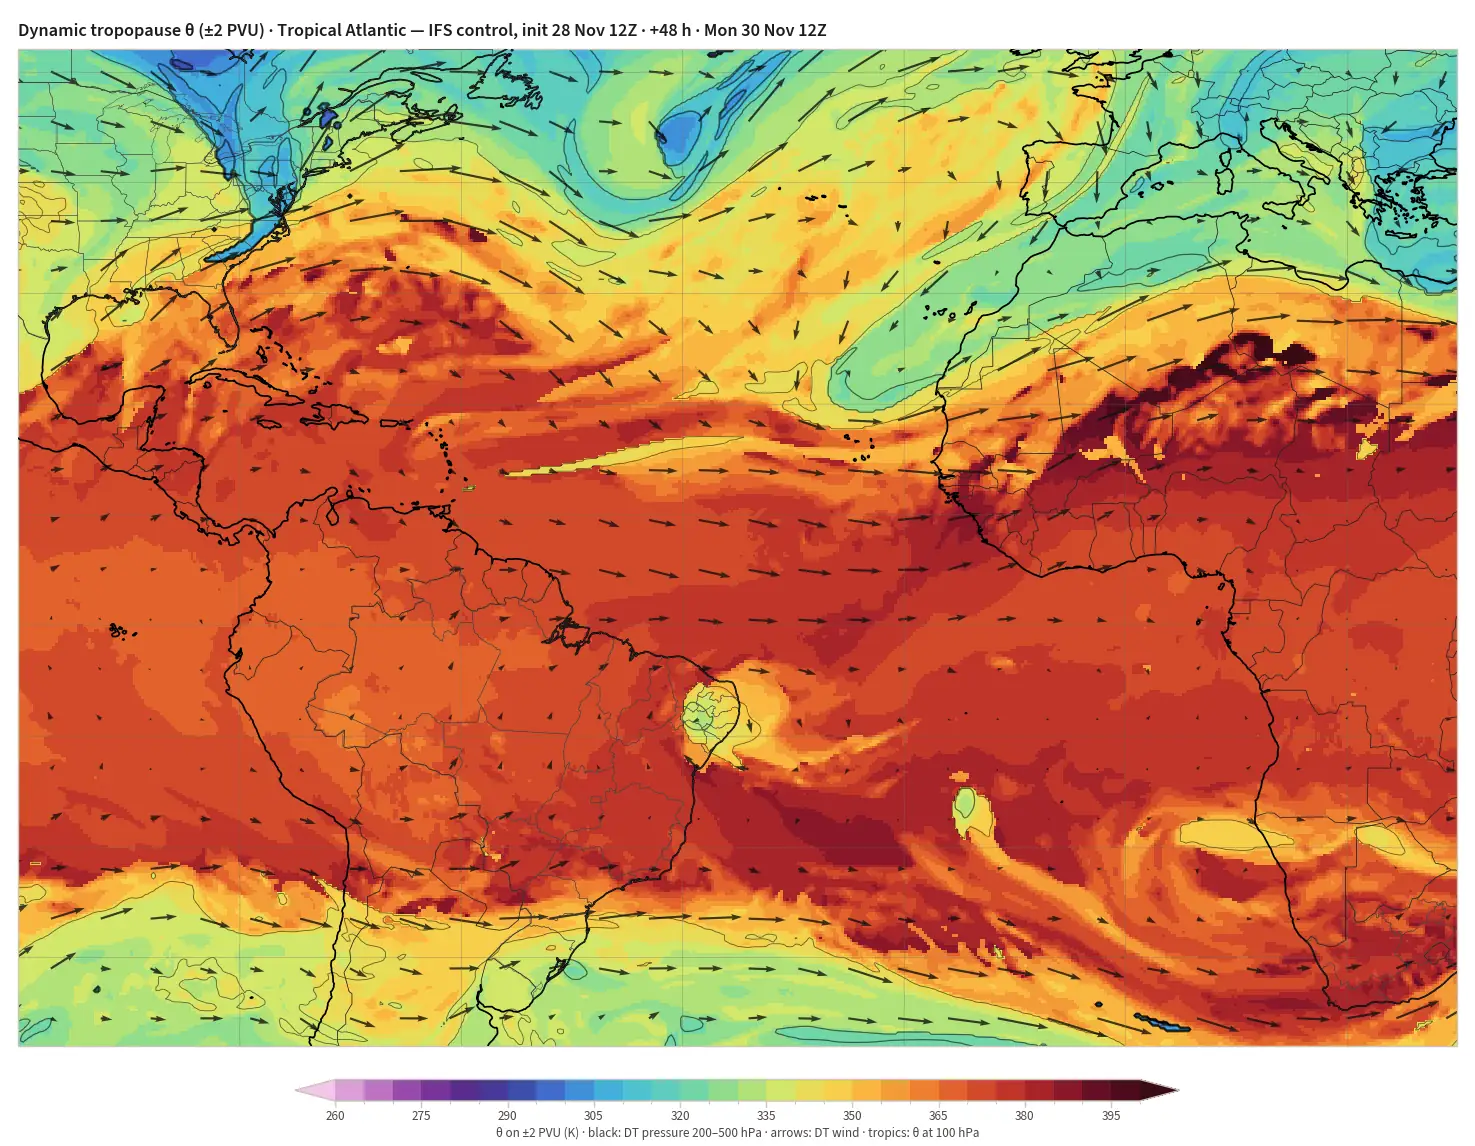 Dynamic tropopause θ (±2 PVU) · Tropical Atlantic — IFS control, init 28 Nov 12Z · +48 h · Mon 30 Nov 12Z
260 275 290 305 320 335 350 365 380 395
θ on ±2 PVU (K) · black: DT pressure 200–500 hPa · arrows: DT wind · tropics: θ at 100 hPa